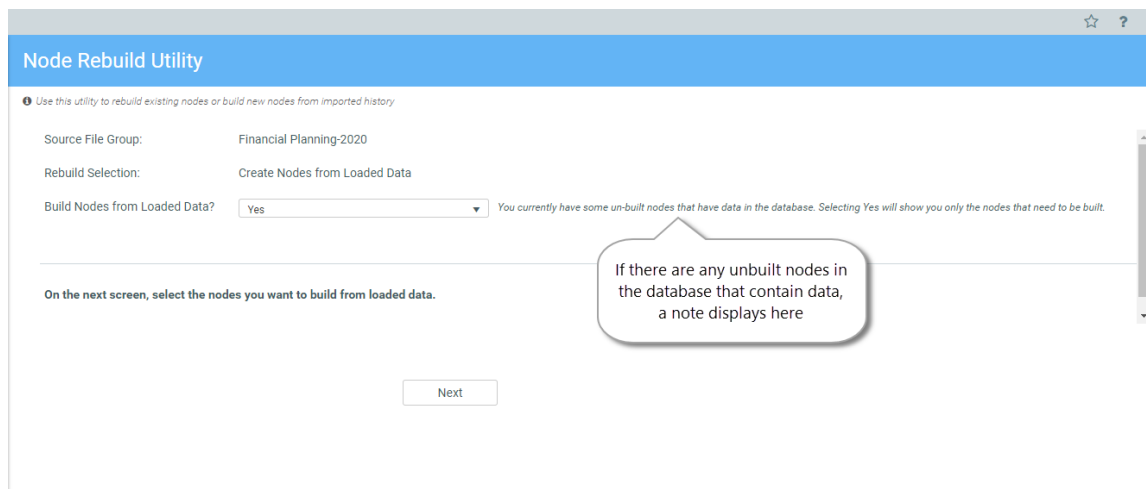 ?
Node Rebuild Utility
Use this utility to rebuild existing nodes or build new nodes from imported history
Source File Group: Financial Planning-2020
Rebuild Selection: Create Nodes from Loaded Data
Build Nodes from Loaded Data? Yes You currently have some un-built nodes that have data in the database. Selecting Yes will show you only the nodes that need to be built.
If there are any unbuilt nodes in
the database that contain data,
a note displays here
On the next screen, select the nodes you want to build from loaded data.
Next